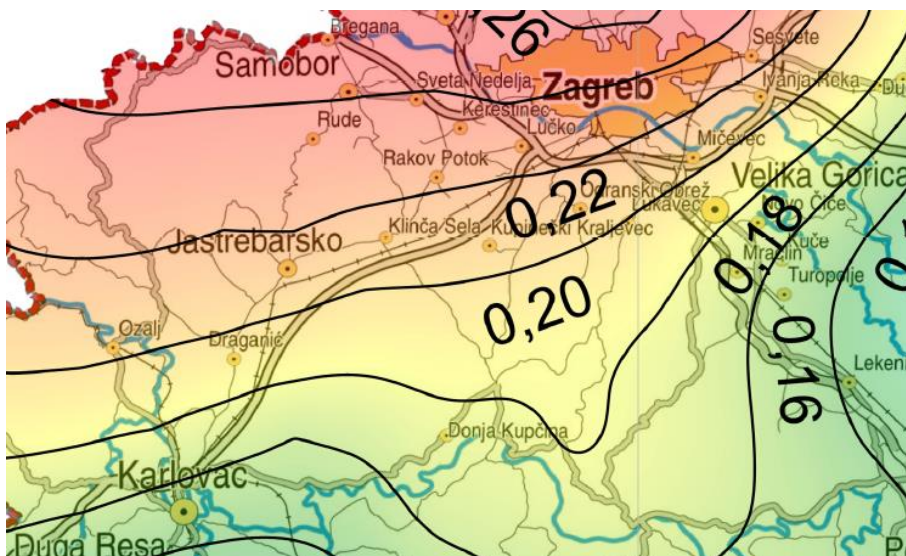 26
Bregana
Sesvete
Samobor
Sveta Nedelja
Zagreb
Ivanja Reka
Du
Kerestinec
Rude
Lučko
Mičevec
Rakov Potok
Velika Gorica
0,22
Obrež
Lukavec
Novo Čiče
0,18
Klinča Sela
Kupinečki Kraljevec
Jastrebarsko
Kuče
Mraclin
Turopolje
0,20
Ozalj
Draganić
0,16
Lekeni
Donja Kupčina
Karlovac
Duga Resa